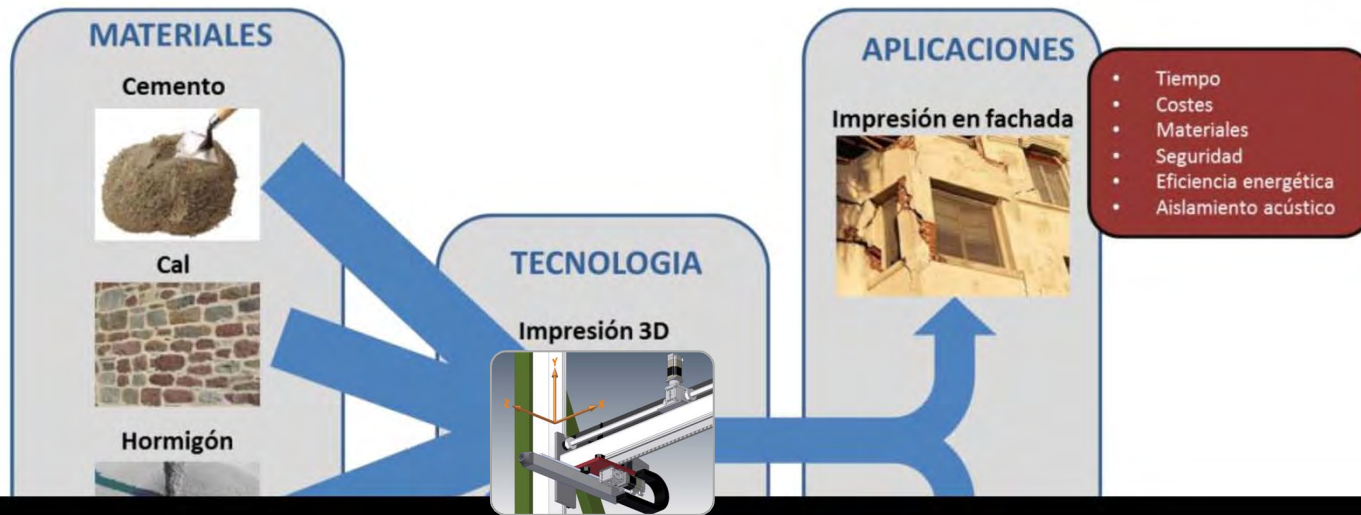 MATERIALES
Cemento
Cal
Hormigón
TECNOLOGIA
Impresión 3D
Y
APLICACIONES
Impresión en fachada
• Tiempo
• Costes
• Materiales
• Seguridad
• Eficiencia energética
• Aislamiento acústico